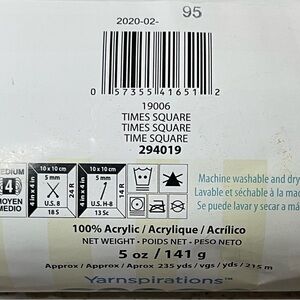 95
2020-02-
0 57355 41651 2
19006
TIMES SQUARE
TIMES SQUARE
TIME SQUARE
294019
MEDIUM
4
MOYEN
MEDIO
10 x 10 cm
4 in x 4 in
24 R
5 mm
U.S. 8
18 S
10 x 10 cm
4 in x 4 in
14 R
5 mm
U.S. H-8
13 Sc
Machine washable and dry
Lavable et séchable à la ma
Se puede lavar y secar a má
100% Acrylic / Acrylique / Acrílico
NET WEIGHT • POIDS NET • PESO NETO
5 oz / 141 g
Approx / Approx / Aprox 235 yds / vgs / yds / 215 m
Yarnspirations